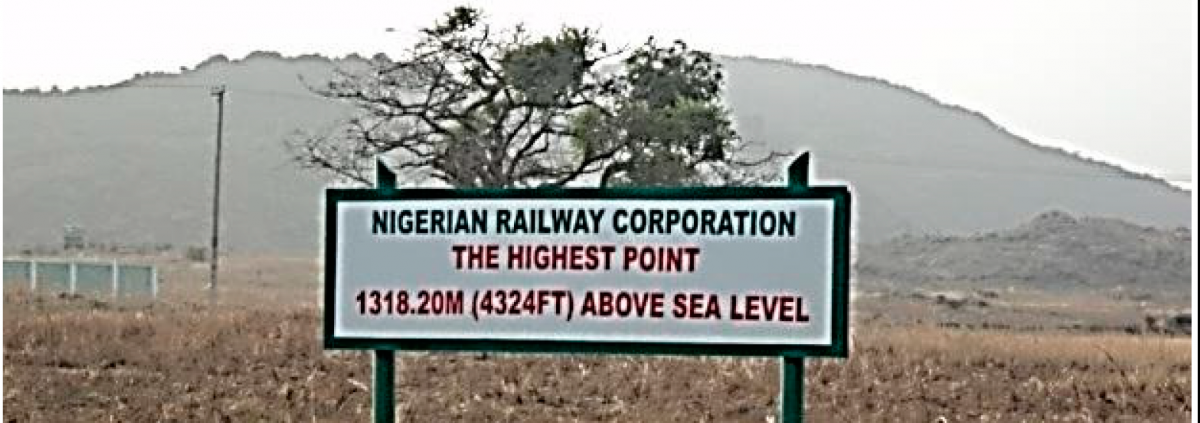 NIGERIAN RAILWAY CORPORATION
THE HIGHEST POINT
1318.20M (4324FT) ABOVE SEA LEVEL